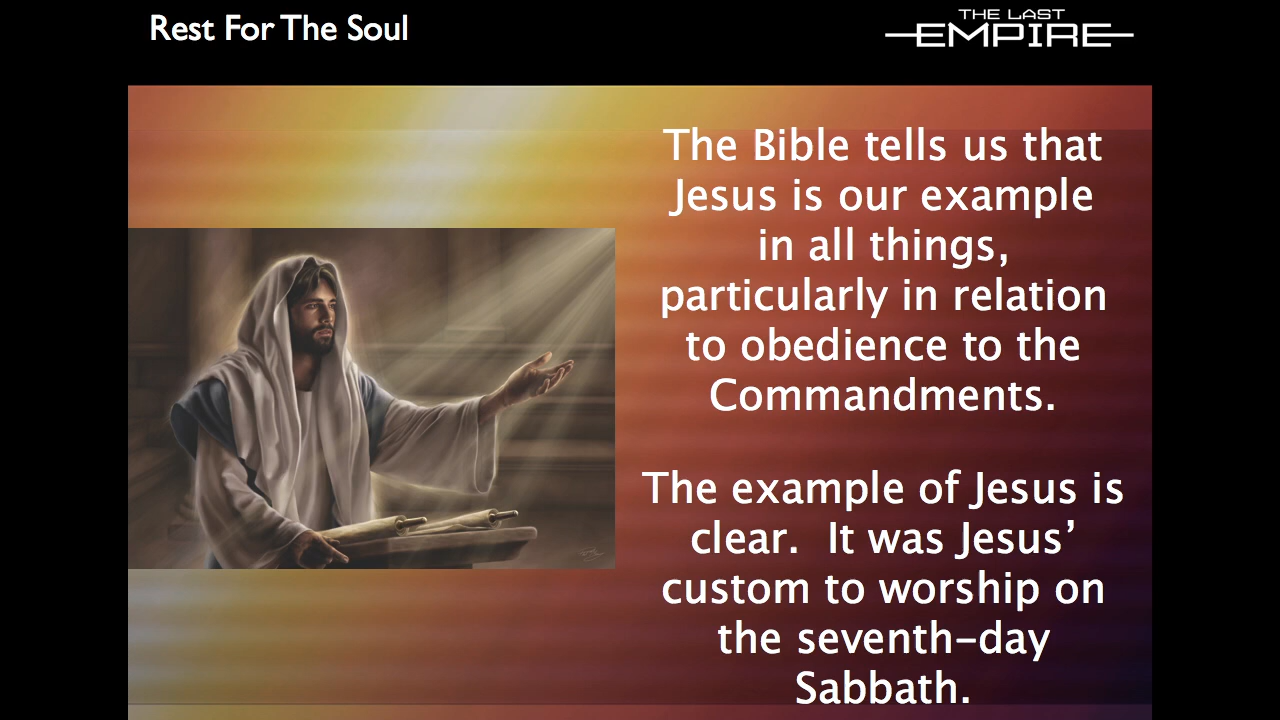 Rest For The Soul
THE LAST
EMPIRE
The Bible tells us that
Jesus is our example
in all things,
particularly in relation
to obedience to the
Commandments.
The example of Jesus is
clear.  It was Jesus’
custom to worship on
the seventh-day
Sabbath.